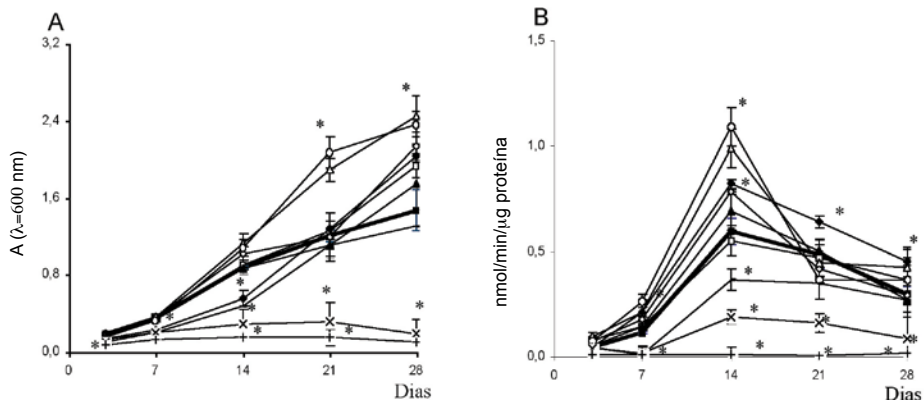 A
A (λ=600 nm)
3,2
2,4
1,6
0,8
0,0
0 7 14 21 28
Dias
* * * * * * * * * *
B
nmol/min/µg proteína
1,5
1,0
0,5
0,0
0 7 14 21 28
Dias
* * * * * * * * * * * *